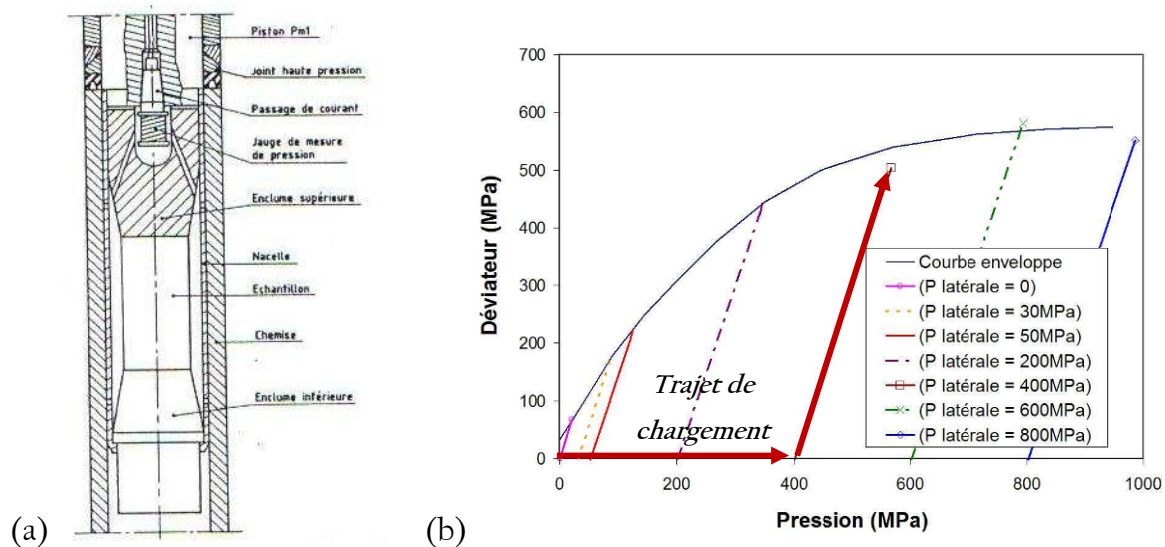 Piston Pm1
Joint haute pression
Passage de courant
Jauge de mesure
de pression
Enclume supérieure
Nacelle
Echantillon
Chemise
Enclume inférieure
(a)
700
600
500
400
300
200
100
0
Déviateur (MPa)
0
200
400
600
800
1000
Pression (MPa)
Trajet de
chargement
Courbe enveloppe
(P latérale = 0)
(P latérale = 30MPa)
(P latérale = 50MPa)
(P latérale = 200MPa)
(P latérale = 400MPa)
(P latérale = 600MPa)
(P latérale = 800MPa)
(b)